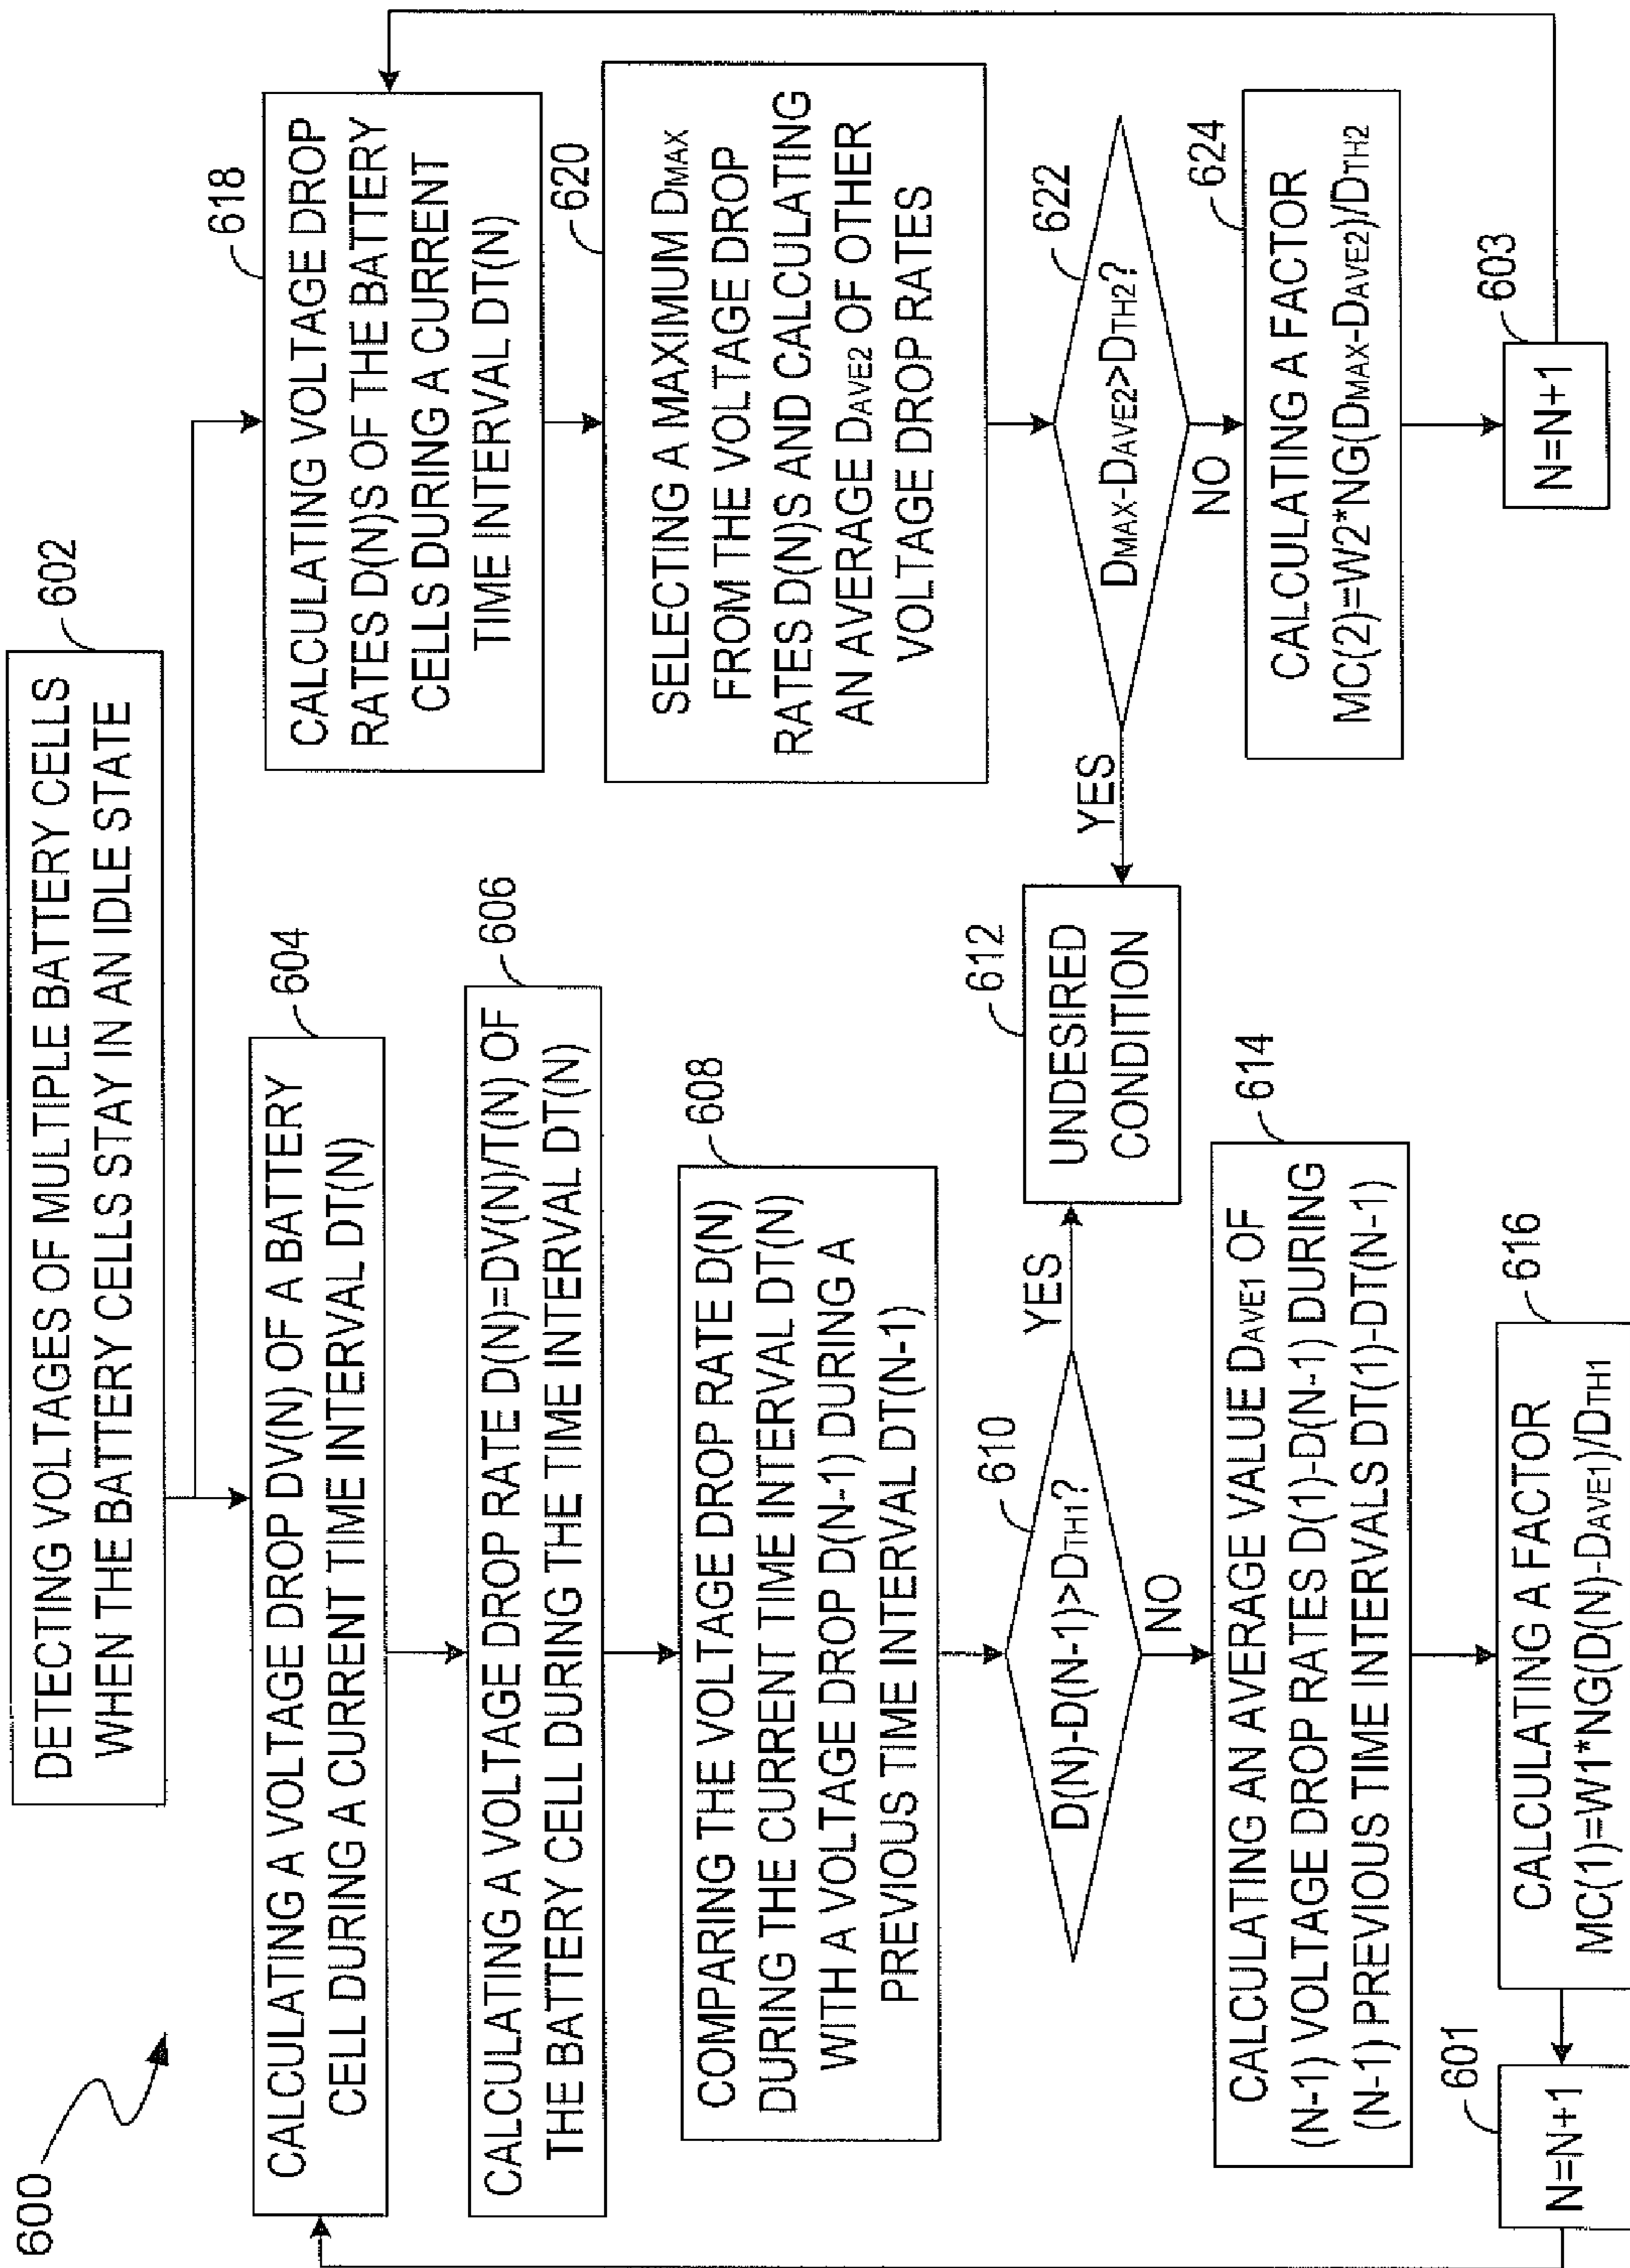 600
DETECTING VOLTAGES OF MULTIPLE BATTERY CELLS
WHEN THE BATTERY CELLS STAY IN AN IDLE STATE
602
CALCULATING A VOLTAGE DROP DV(N) OF A BATTERY
CELL DURING A CURRENT TIME INTERVAL DT(N)
604
CALCULATING A VOLTAGE DROP RATE D(N)=DV(N)/T(N) OF
THE BATTERY CELL DURING THE TIME INTERVAL DT(N)
606
COMPARING THE VOLTAGE DROP RATE D(N)
DURING THE CURRENT TIME INTERVAL DT(N)
WITH A VOLTAGE DROP D(N-1) DURING A
PREVIOUS TIME INTERVAL DT(N-1)
608
D(N)-D(N-1)>DTH1?
610
YES
NO
UNDESIRED
CONDITION
612
CALCULATING AN AVERAGE VALUE DAVE1 OF
(N-1) VOLTAGE DROP RATES D(1)-D(N-1) DURING
(N-1) PREVIOUS TIME INTERVALS DT(1)-DT(N-1)
614
CALCULATING A FACTOR
MC(1)=W1*NG(D(N)-DAVE1)/DTH1
616
N=N+1
601
CALCULATING VOLTAGE DROP
RATES D(N)S OF THE BATTERY
CELLS DURING A CURRENT
TIME INTERVAL DT(N)
618
SELECTING A MAXIMUM DMAX
FROM THE VOLTAGE DROP
RATES D(N)S AND CALCULATING
AN AVERAGE DAVE2 OF OTHER
VOLTAGE DROP RATES
620
DMAX-DAVE2>DTH2?
622
YES
NO
CALCULATING A FACTOR
MC(2)=W2*NG(DMAX-DAVE2)/DTH2
624
N=N+1
603